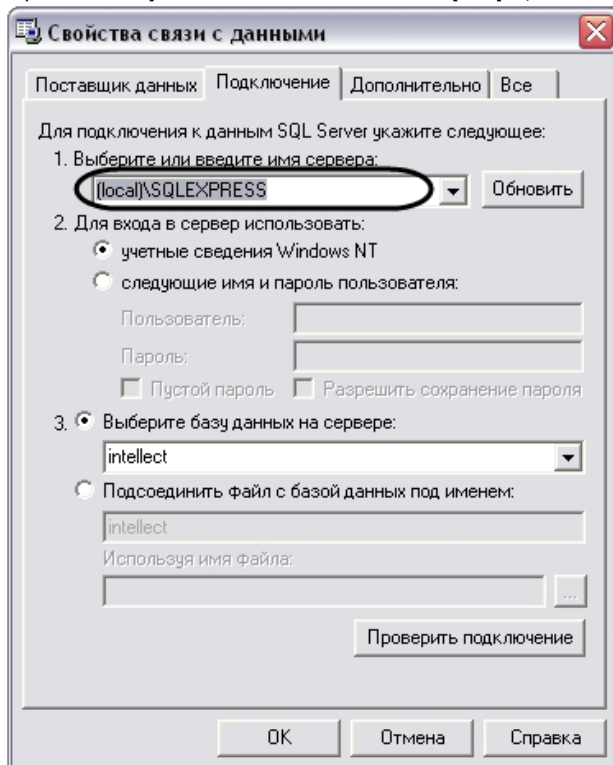 Свойства связи с данными
Поставщик данных Подключение Дополнительно Все
Для подключения к данным SQL Server укажите следующее:
1. Выберите или введите имя сервера:
(local)\SQLEXPRESS Обновить
2. Для входа в сервер использовать:
учетные сведения Windows NT
следующие имя и пароль пользователя:
Пользователь:
Пароль:
Пустой пароль Разрешить сохранение пароля
3. Выберите базу данных на сервере:
intellect
Подсоединить файл с базой данных под именем:
intellect
Используя имя файла:
...
Проверить подключение
OK Отмена Справка